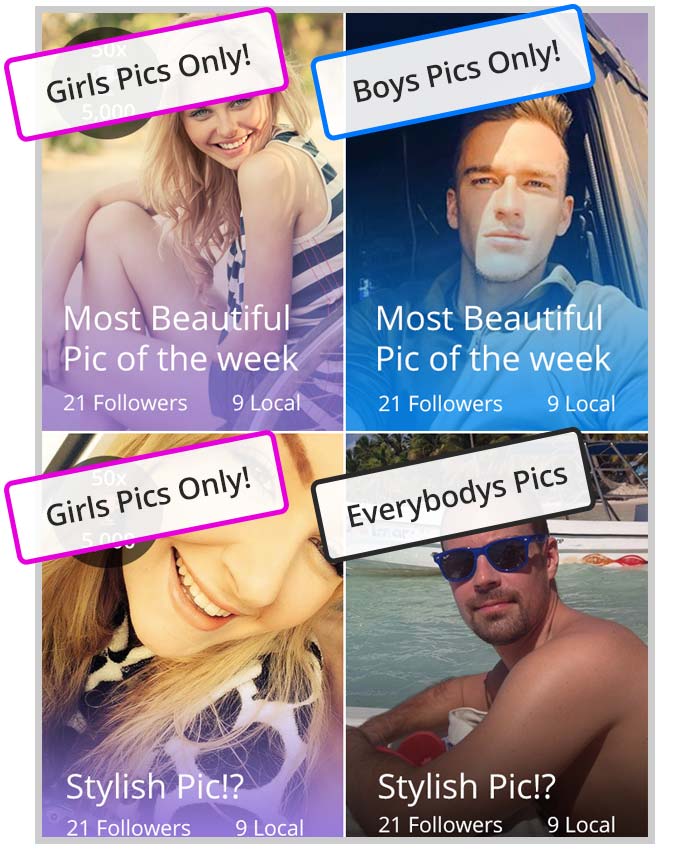 50x
Girls Pics Only!
5,000
Most Beautiful
Pic of the week
21 Followers 9 Local
Boys Pics Only!
Most Beautiful
Pic of the week
21 Followers 9 Local
50x
Girls Pics Only!
5,000
Stylish Pic!?
21 Followers 9 Local
Everybodys Pics
Stylish Pic!?
21 Followers 9 Local